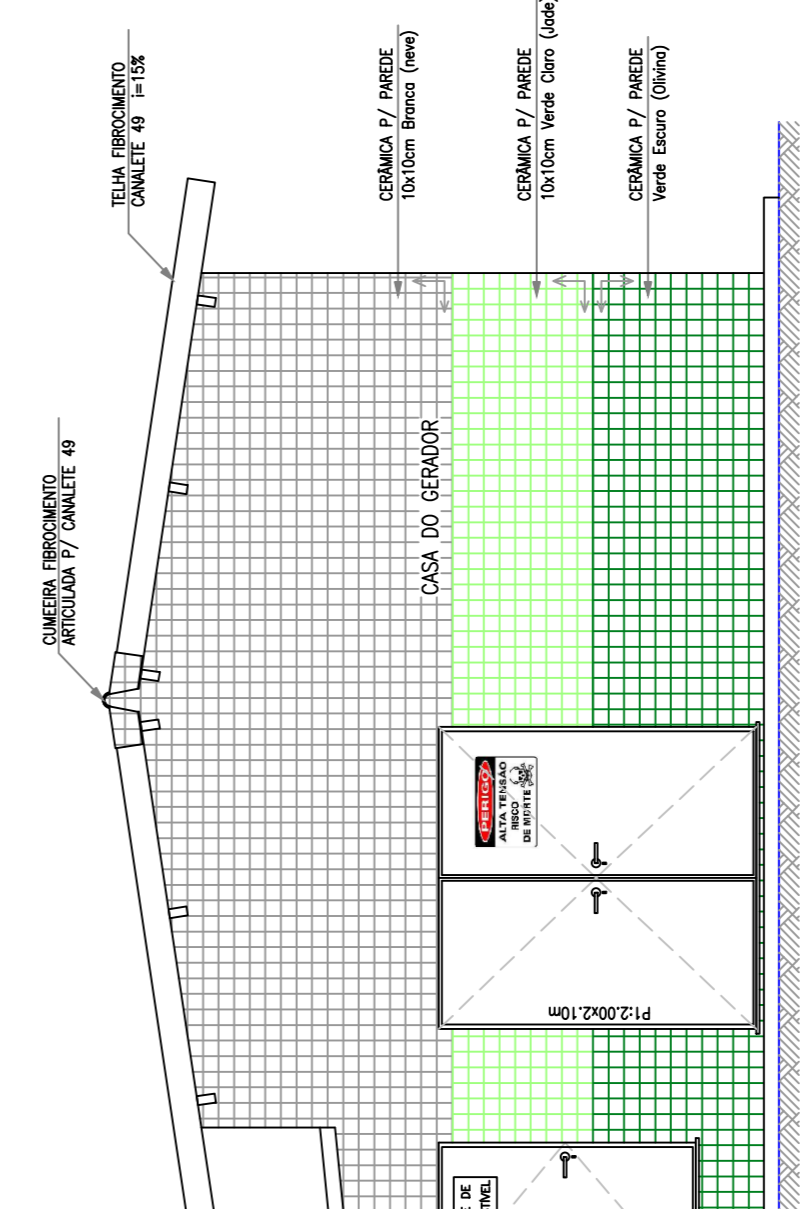 CUMEEIRA FIBROCIMENTO
ARTICULADA P/ CANALETE 49
TELHA FIBROCIMENTO
CANALETE 49 i=15%
CERÂMICA P/ PAREDE
10x10cm Branca (neve)
CERÂMICA P/ PAREDE
10x10cm Verde Claro (Jade)
CERÂMICA P/ PAREDE
Verde Escuro (Olivina)
CASA DO GERADOR
PERIGO
ALTA TENSÃO
RISCO
DE MORTE
P1:2.00x2.10m
DE